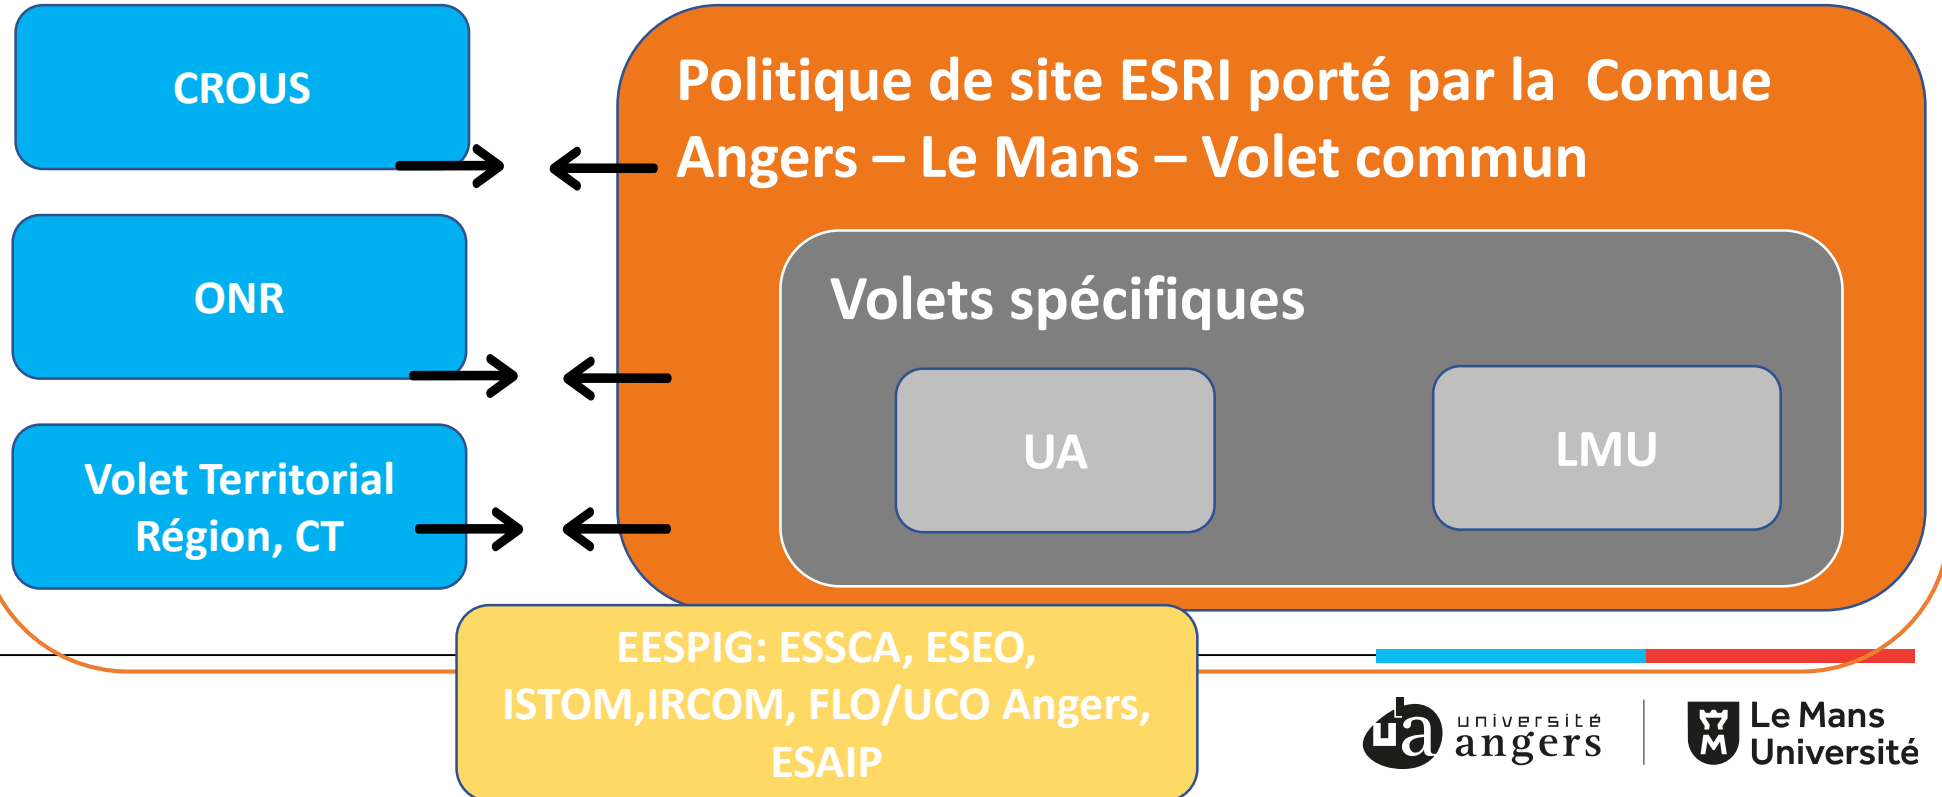 CROUS
ONR
Volet Territorial
Région, CT
Politique de site ESRI porté par la  Comue
Angers – Le Mans – Volet commun
Volets spécifiques
UA
LMU
EESPIG: ESSCA, ESEO,
ISTOM,IRCOM, FLO/UCO Angers,
ESAIP
ua
université
angers
M
Le Mans
Université